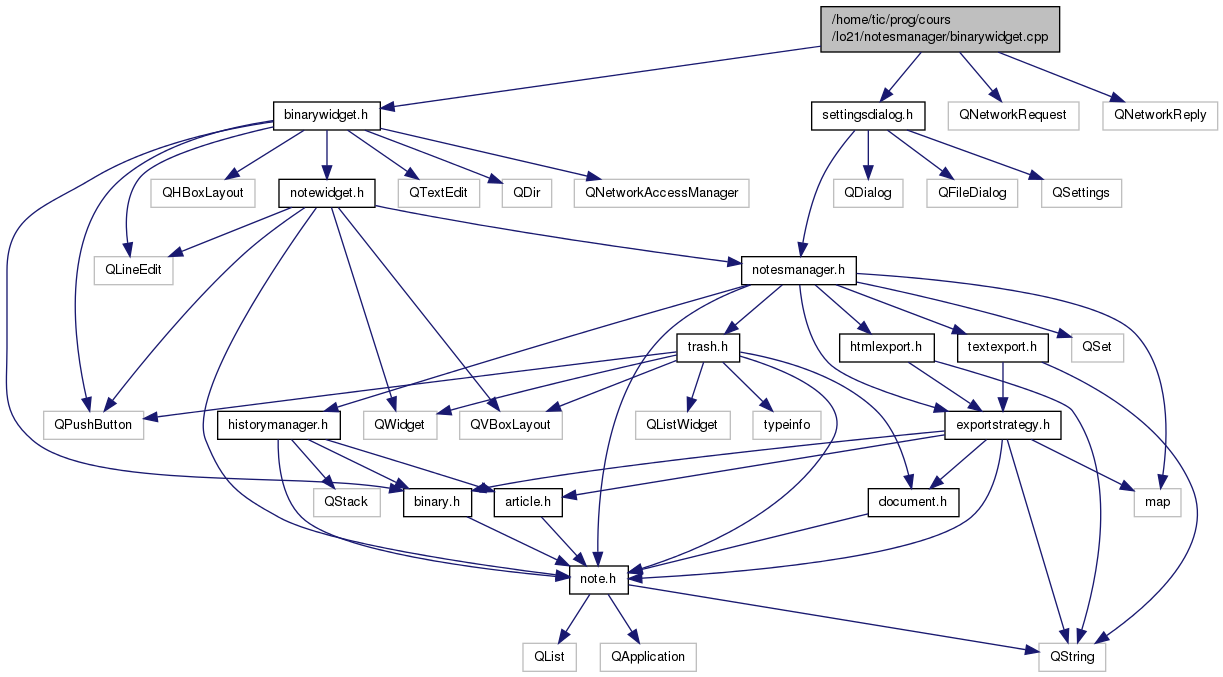 /home/tic/prog/cours
/lo21/notesmanager/binarywidget.cpp
binarywidget.h
settingsdialog.h
QNetworkRequest
QNetworkReply
QHBoxLayout
notewidget.h
QTextEdit
QDir
QNetworkAccessManager
QDialog
QFileDialog
QSettings
QLineEdit
notesmanager.h
trash.h
htmlexport.h
textexport.h
QSet
QPushButton
historymanager.h
QWidget
QVBoxLayout
QListWidget
typeinfo
exportstrategy.h
QStack
binary.h
article.h
document.h
map
note.h
QList
QApplication
QString